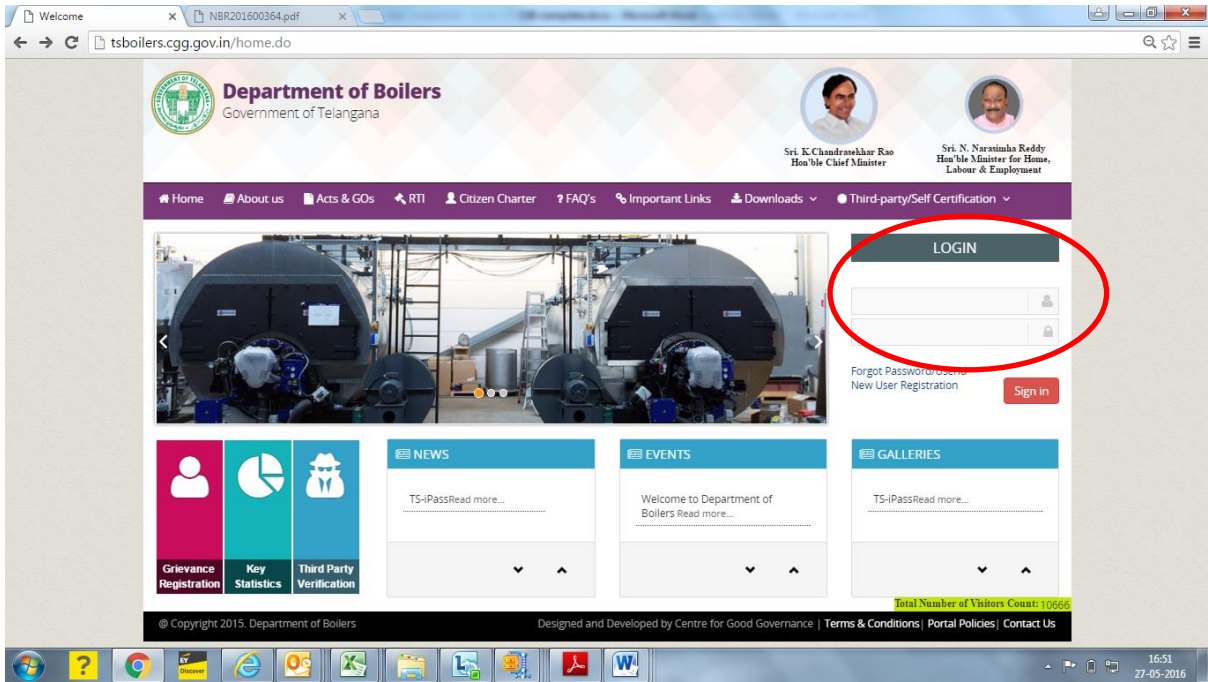 Welcome
NBR201600364.pdf
tsboilers.cgg.gov.in/home.do
Department of Boilers
Government of Telangana
Sri. K.Chandrasekhar Rao
Hon'ble Chief Minister
Sri. N. Narasimha Reddy
Hon'ble Minister for Home,
Labour & Employment
Home About us Acts & GOs RTI Citizen Charter ? FAQ's Important Links Downloads Third-party/Self Certification
LOGIN
Forgot Password/UserId
New User Registration
Sign in
Grievance
Registration
Key
Statistics
Third Party
Verification
NEWS
TS-iPassRead more...
EVENTS
Welcome to Department of
Boilers Read more...
GALLERIES
TS-iPassRead more...
Total Number of Visitors Count: 10666
@ Copyright 2015. Department of Boilers
Designed and Developed by Centre for Good Governance | Terms & Conditions| Portal Policies| Contact Us
EY
Discover
16:51
27-05-2016